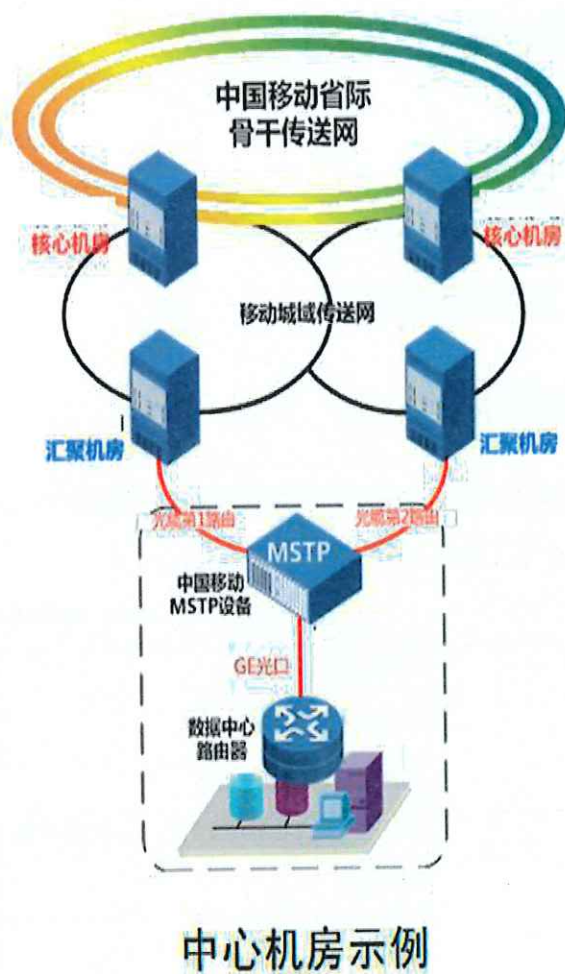 中国移动省际
骨干传送网
核心机房
核心机房
移动城域传送网
汇聚机房
汇聚机房
光缆第1路由
光缆第2路由
MSTP
中国移动
MSTP设备
GE光口
数据中心
路由器
中心机房示例